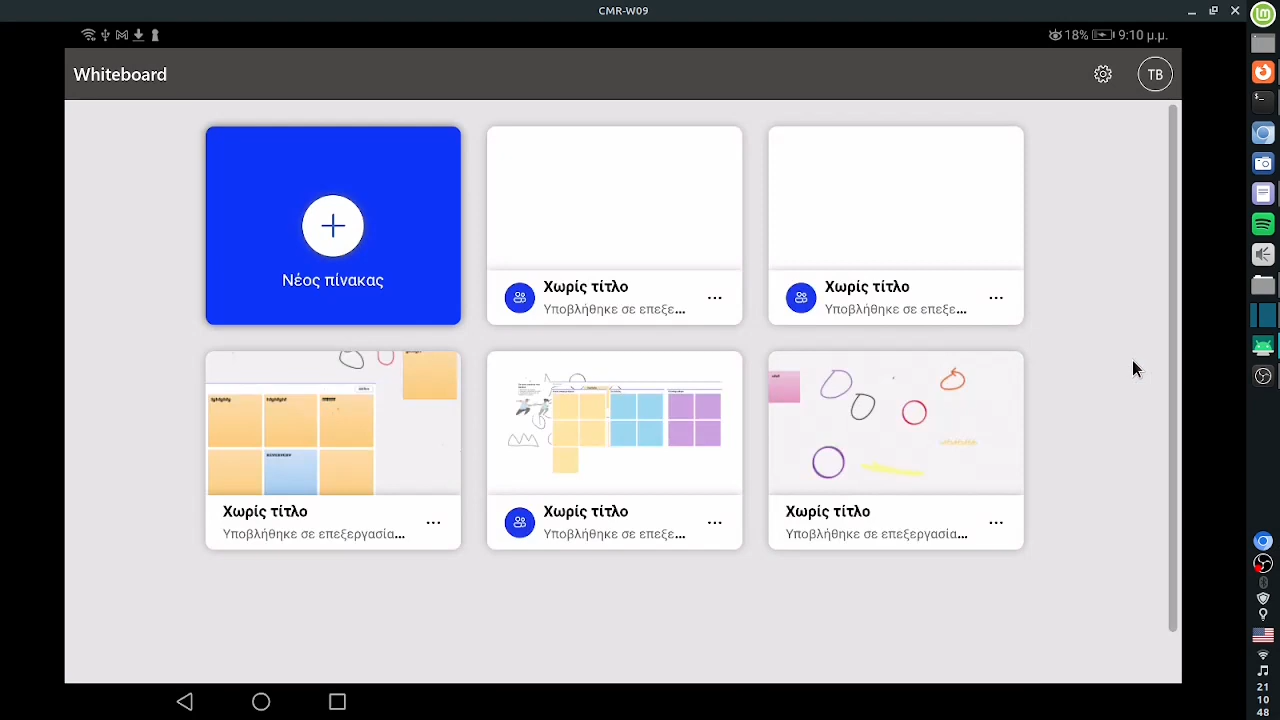 CMR-W09
18% 9:10 μ.μ.
Whiteboard
TB
Νέος πίνακας
Χωρίς τίτλο
Υποβλήθηκε σε επεξε...
Χωρίς τίτλο
Υποβλήθηκε σε επεξε...
Χωρίς τίτλο
Υποβλήθηκε σε επεξεργασία...
Χωρίς τίτλο
Υποβλήθηκε σε επεξε...
Χωρίς τίτλο
Υποβλήθηκε σε επεξεργασία...
21
10
48